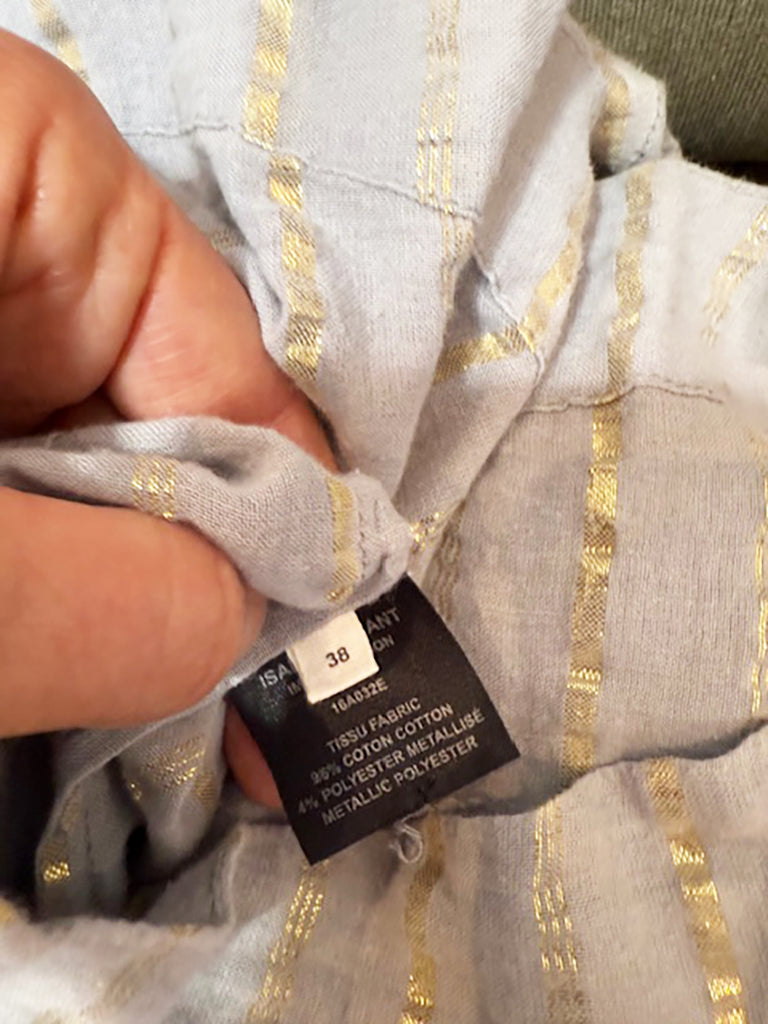 38
16A032E
TISSU FABRIC
96% COTON COTTON
4% POLYESTER METALLISÉ
METALLIC POLYESTER